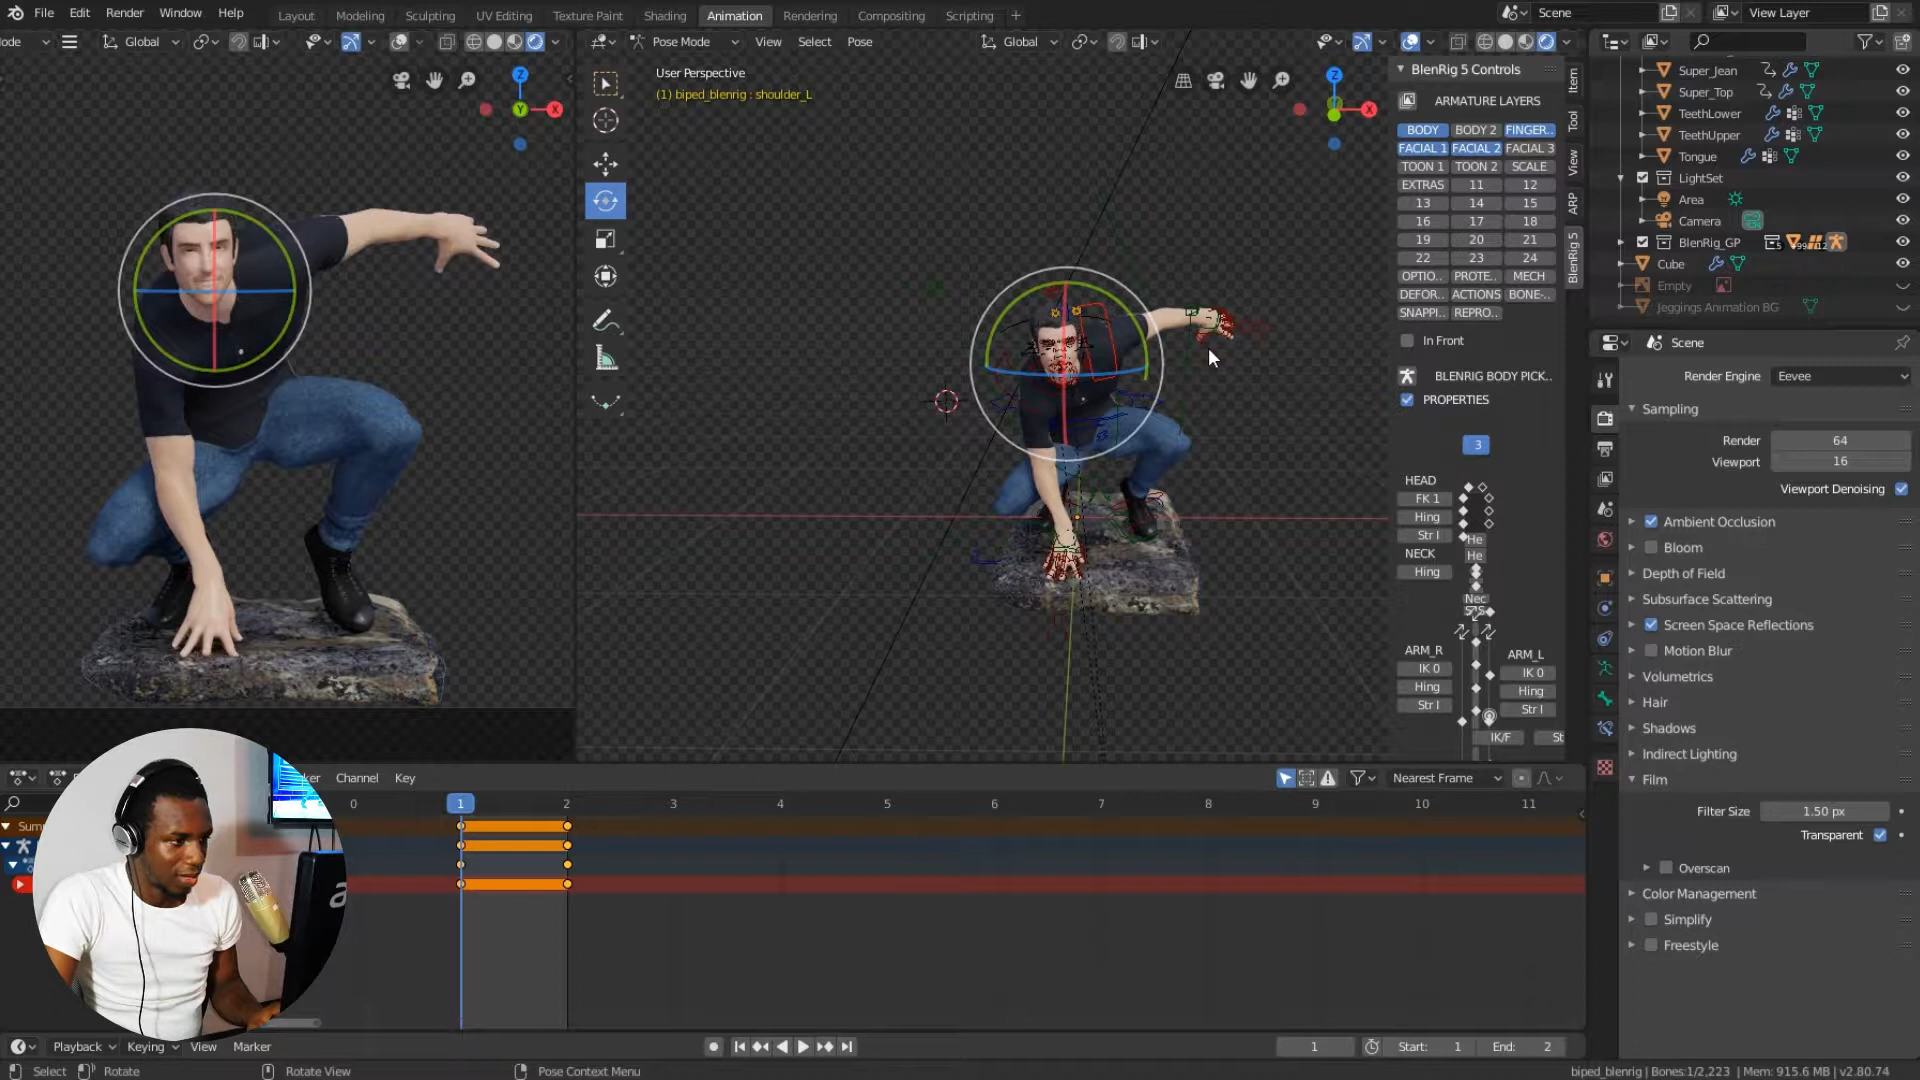 File Edit Render Window Help Layout Modeling Sculpting UV Editing Texture Paint Shading Animation Rendering Compositing Scripting + Scene View Layer
ode Global Pose Mode View Select Pose Global
User Perspective
(1) biped_blenrig : shoulder_L
Z
X
Y
Z
X
BlenRig 5 Controls
ARMATURE LAYERS
BODY BODY 2 FINGER..
FACIAL 1 FACIAL 2 FACIAL 3
TOON 1 TOON 2 SCALE
EXTRAS 11 12
13 14 15
16 17 18
19 20 21
22 23 24
OPTIO.. PROTE.. MECH
DEFOR.. ACTIONS BONE-..
SNAPPI.. REPRO..
In Front
BLENRIG BODY PICK..
PROPERTIES
3
HEAD
FK 1
Hing
Str I
He
NECK
He
Hing
Nec
ARM_R ARM_L
IK 0 IK 0
Hing Hing
Str I Str I
IK/F St
Item
Tool
View
ARP
BlenRig 5
Super_Jean
Super_Top
TeethLower
TeethUpper
Tongue
LightSet
Area
Camera
BlenRig_GP
Cube
Empty
Jeggings Animation BG
Scene
Render Engine Eevee
Sampling
Render 64
Viewport 16
Viewport Denoising
Ambient Occlusion
Bloom
Depth of Field
Subsurface Scattering
Screen Space Reflections
Motion Blur
Volumetrics
Hair
Shadows
Indirect Lighting
Film
Filter Size 1.50 px
Transparent
Overscan
Color Management
Simplify
Freestyle
ker Channel Key Nearest Frame
0 1 2 3 4 5 6 7 8 9 10 11
Sum
Playback Keying View Marker 1 Start: 1 End: 2
Select Rotate Rotate View Pose Context Menu biped_blenrig | Bones:1/2,223 | Mem: 915.6 MB | v2.80.74